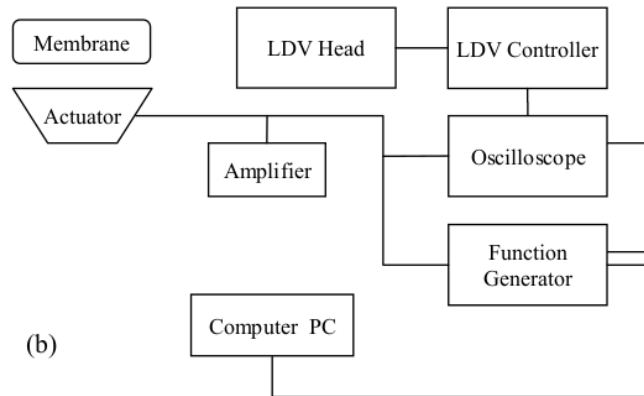 Membrane
LDV Head
LDV Controller
Actuator
Amplifier
Oscilloscope
Function
Generator
Computer PC
(b)